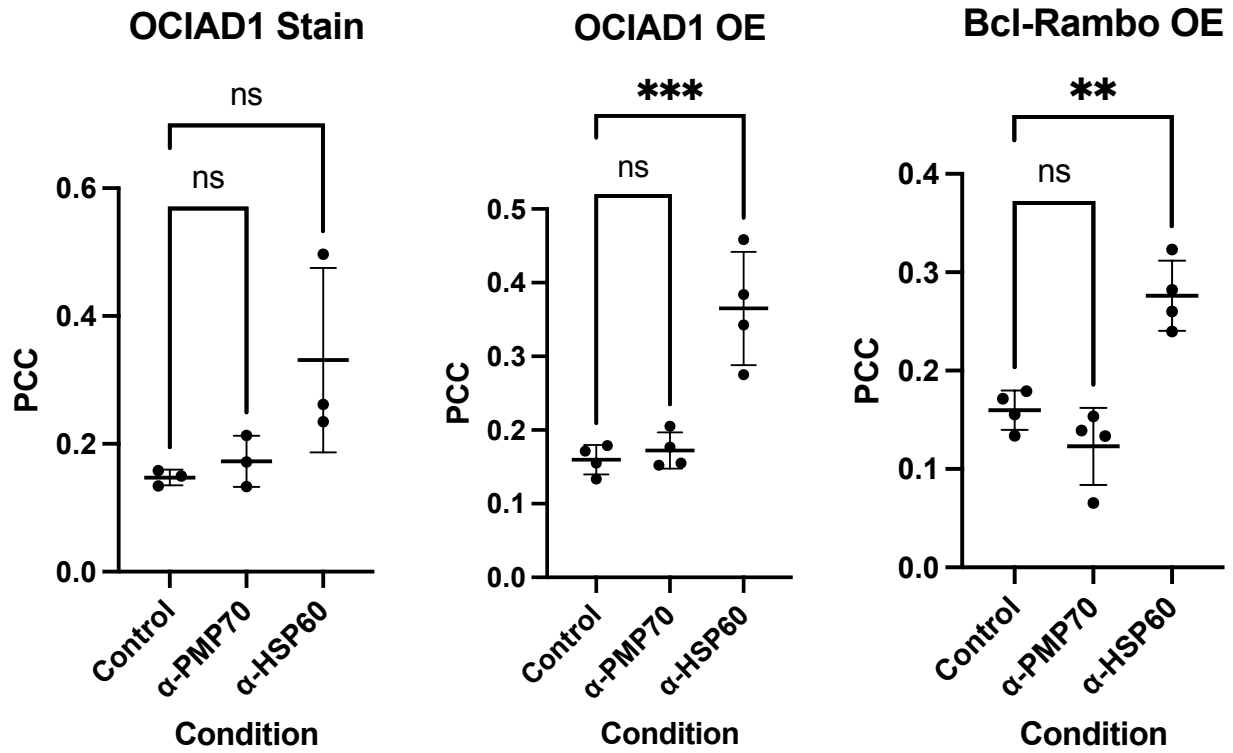 OCIAD1 Stain
ns
ns
0.6
0.4
0.2
0.0
PCC
Control
α-PMP70
α-HSP60
Condition
OCIAD1 OE
***
ns
0.5
0.4
0.3
0.2
0.1
0.0
PCC
Control
α-PMP70
α-HSP60
Condition
Bcl-Rambo OE
**
ns
0.4
0.3
0.2
0.1
0.0
PCC
Control
α-PMP70
α-HSP60
Condition